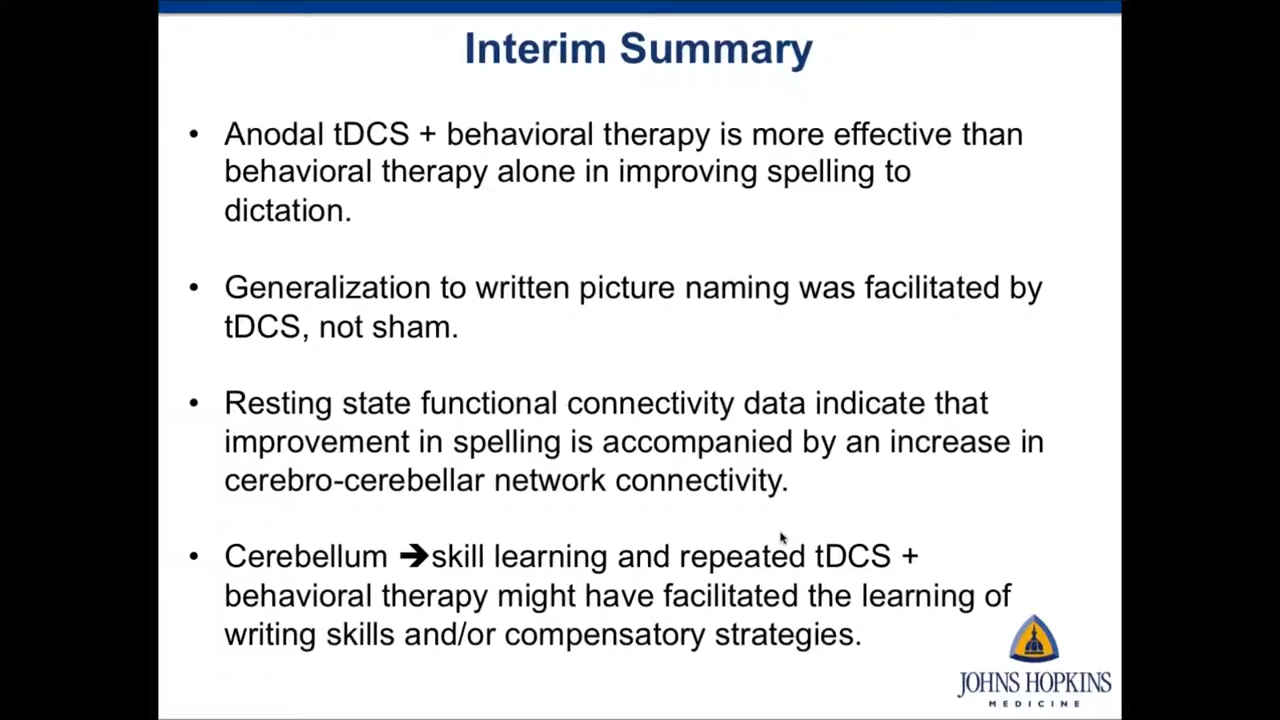 Interim Summary
• Anodal tDCS + behavioral therapy is more effective than
behavioral therapy alone in improving spelling to
dictation.
• Generalization to written picture naming was facilitated by
tDCS, not sham.
• Resting state functional connectivity data indicate that
improvement in spelling is accompanied by an increase in
cerebro-cerebellar network connectivity.
• Cerebellum ➔skill learning and repeated tDCS +
behavioral therapy might have facilitated the learning of
writing skills and/or compensatory strategies.
JOHNS HOPKINS
MEDICINE